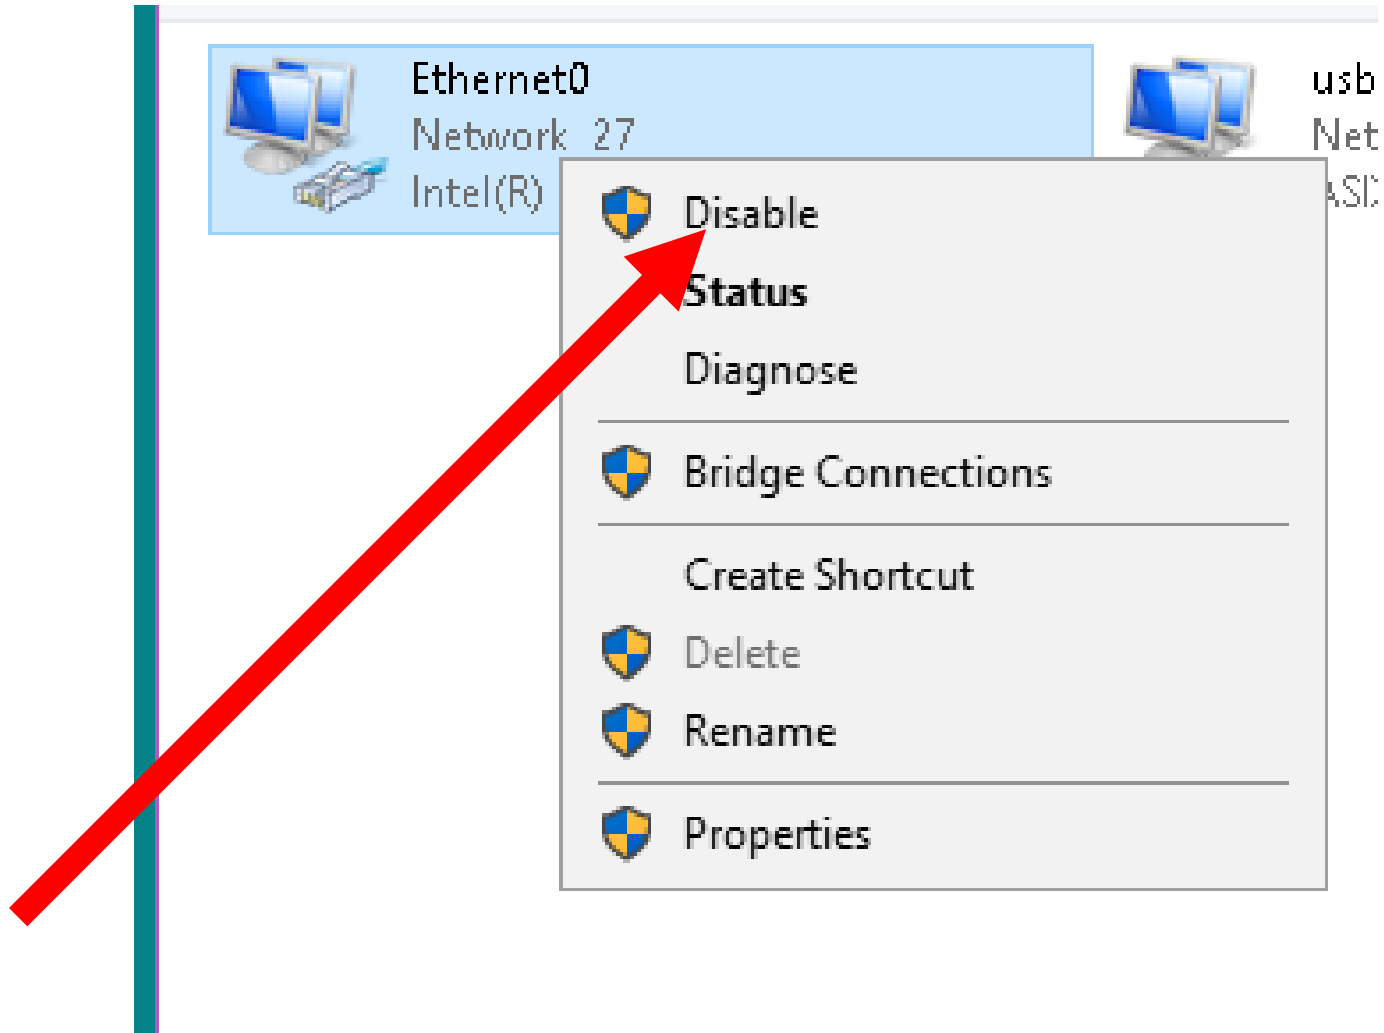 Ethernet0
Network 27
Intel(R)
usb
Disable
Status
Diagnose
Bridge Connections
Create Shortcut
Delete
Rename
Properties